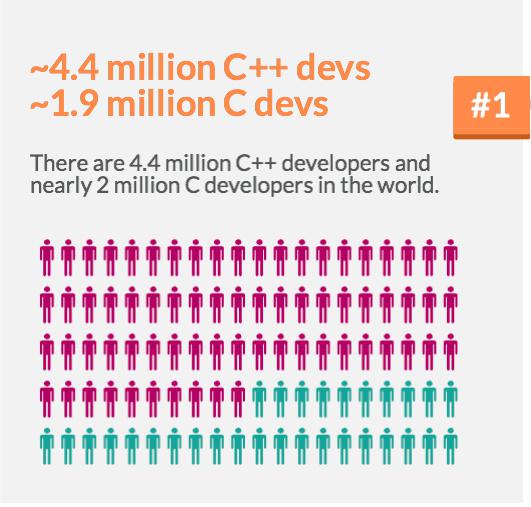 ~4.4 million C++ devs
~1.9 million C devs
#1
There are 4.4 million C++ developers and
nearly 2 million C developers in the world.